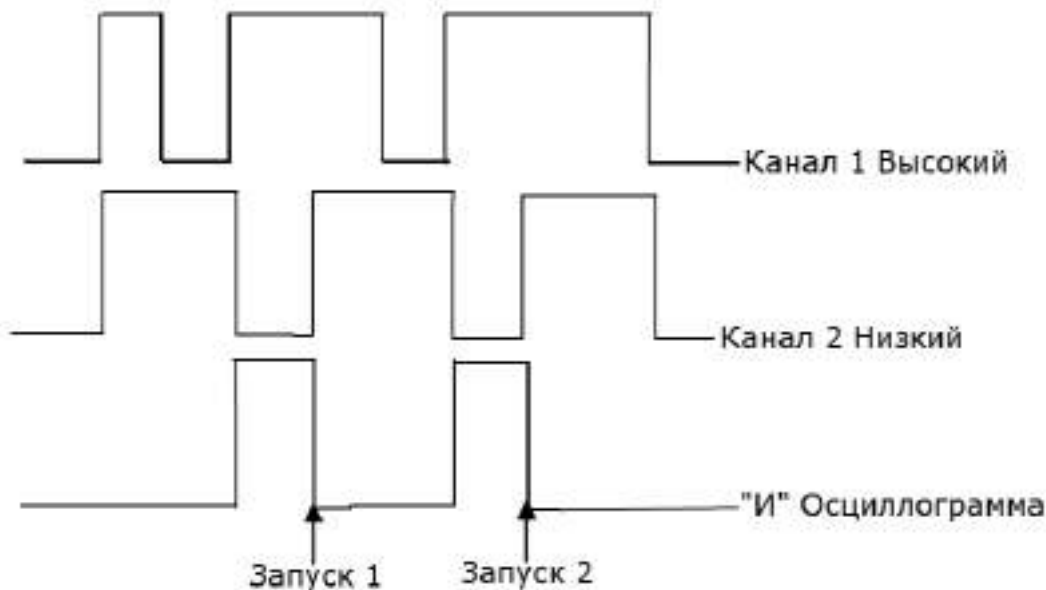 Канал 1 Высокий
Канал 2 Низкий
"И" Осциллограмма
Запуск 1
Запуск 2